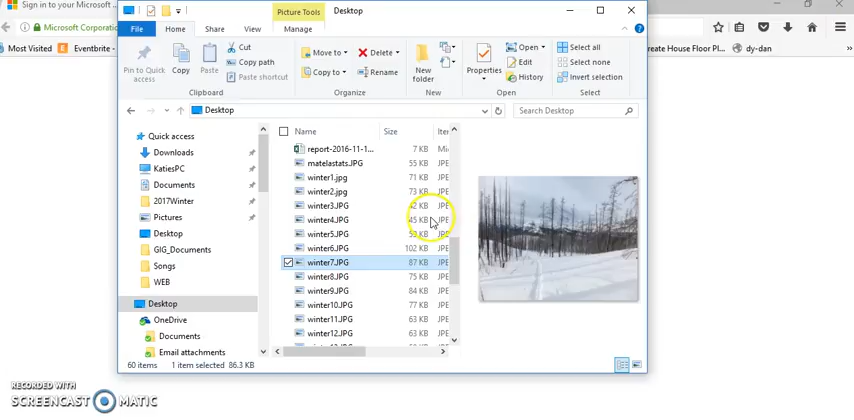 Sign in to your Microsoft
Picture Tools
Desktop
Microsoft Corpora
File
Home
Share
View
Manage
Most Visited
Eventbrite -
Create House Floor Pl...
dy-dan
Pin to Quick
access
Copy
Paste
Cut
Copy path
Paste shortcut
Clipboard
Move to
Copy to
Delete
Rename
Organize
New
folder
New
Properties
Open
Edit
History
Open
Select all
Select none
Invert selection
Select
Desktop
Search Desktop
Quick access
Downloads
KatiesPC
Documents
2017Winter
Pictures
Desktop
GIG_Documents
Songs
WEB
Desktop
OneDrive
Documents
Email attachments
Name Size Iter
report-2016-11-1... 7 KB Mi
matelastats.JPG 55 KB JPE
winter1.jpg 71 KB JPE
winter2.jpg 73 KB JPE
winter3.JPG 42 KB JPE
winter4.JPG 45 KB JPE
winter5.JPG KB JPE
winter6.JPG 102 KB JPE
winter7.JPG 87 KB JPE
winter8.JPG 75 KB JPE
winter9.JPG 84 KB JPE
winter10.JPG 77 KB JPE
winter11.JPG 63 KB JPE
winter12.JPG 63 KB JPE
60 items 1 item selected 86.3 KB
RECORDED WITH
SCREENCAST MATIC